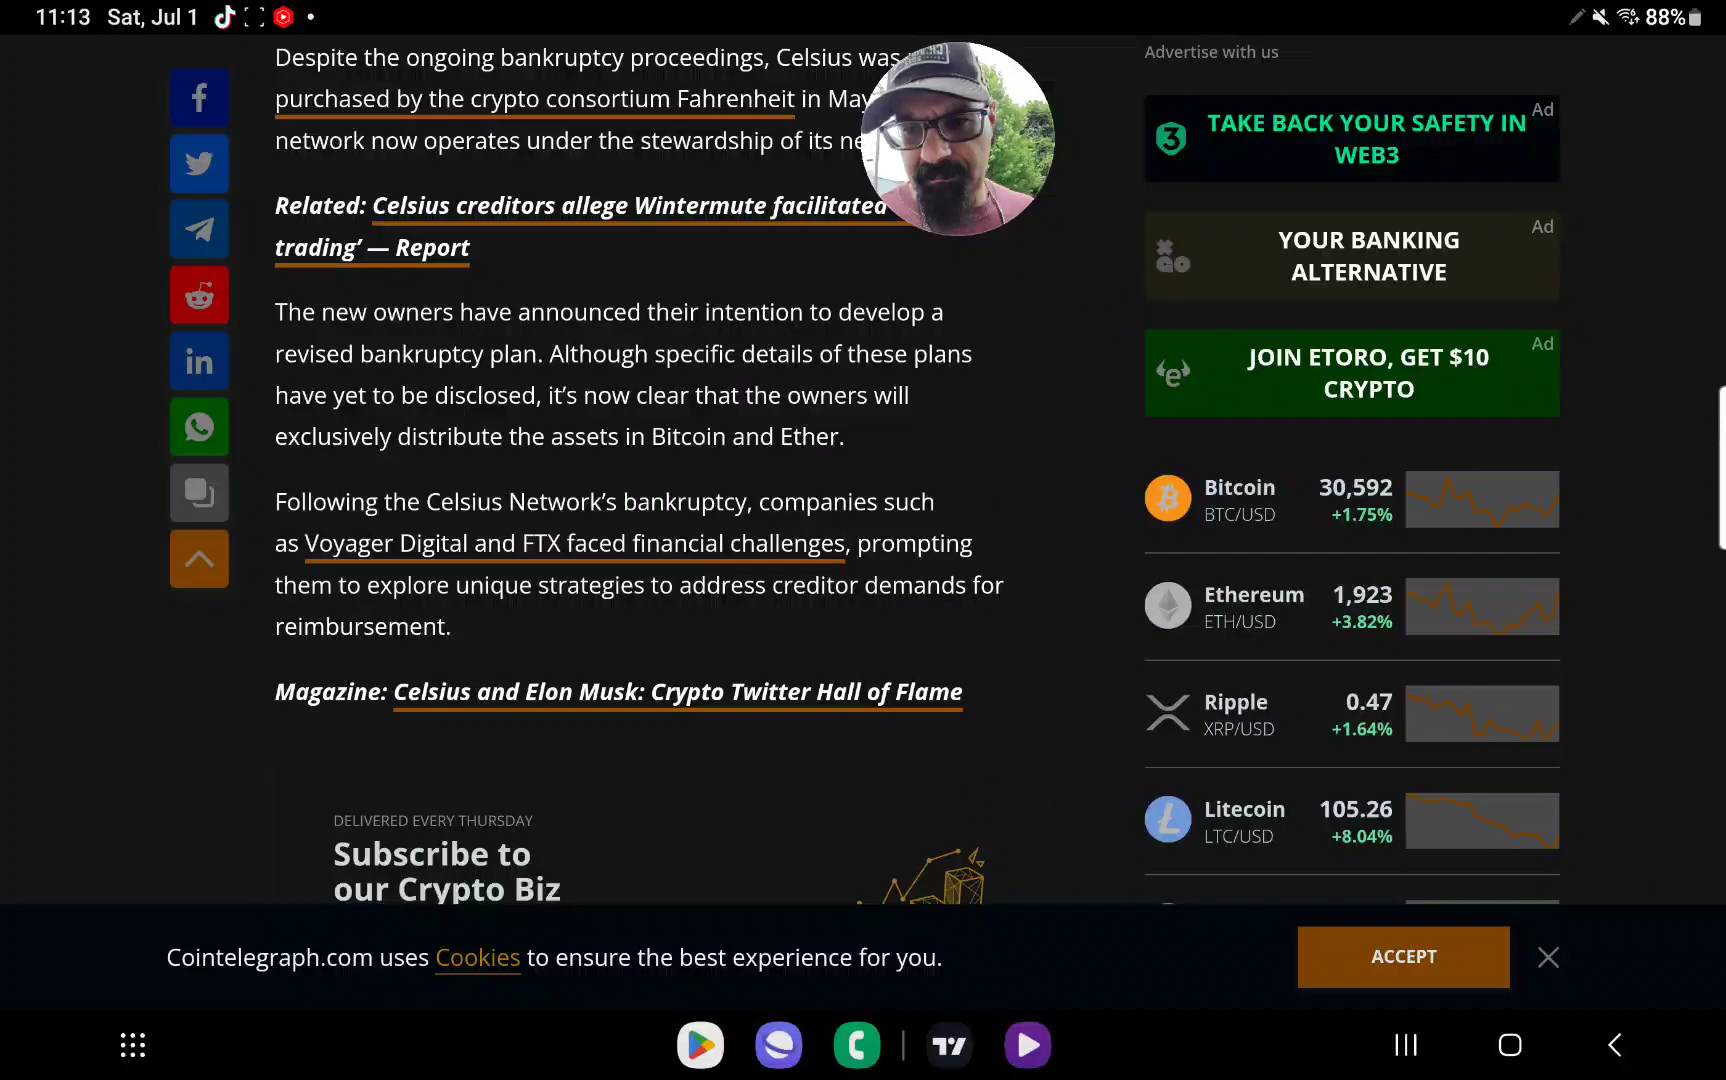 11:13 Sat, Jul 1
88%
Despite the ongoing bankruptcy proceedings, Celsius was
purchased by the crypto consortium Fahrenheit in May
network now operates under the stewardship of its
Related: Celsius creditors allege Wintermute facilitated
trading’ — Report
The new owners have announced their intention to develop a
revised bankruptcy plan. Although specific details of these plans
have yet to be disclosed, it’s now clear that the owners will
exclusively distribute the assets in Bitcoin and Ether.
Following the Celsius Network’s bankruptcy, companies such
as Voyager Digital and FTX faced financial challenges, prompting
them to explore unique strategies to address creditor demands for
reimbursement.
Magazine: Celsius and Elon Musk: Crypto Twitter Hall of Flame
DELIVERED EVERY THURSDAY
Subscribe to
our Crypto Biz
Advertise with us
Ad
TAKE BACK YOUR SAFETY IN
WEB3
Ad
YOUR BANKING
ALTERNATIVE
Ad
JOIN ETORO, GET $10
CRYPTO
Bitcoin 30,592
BTC/USD +1.75%
Ethereum 1,923
ETH/USD +3.82%
Ripple 0.47
XRP/USD +1.64%
Litecoin 105.26
LTC/USD +8.04%
Cointelegraph.com uses Cookies to ensure the best experience for you.
ACCEPT